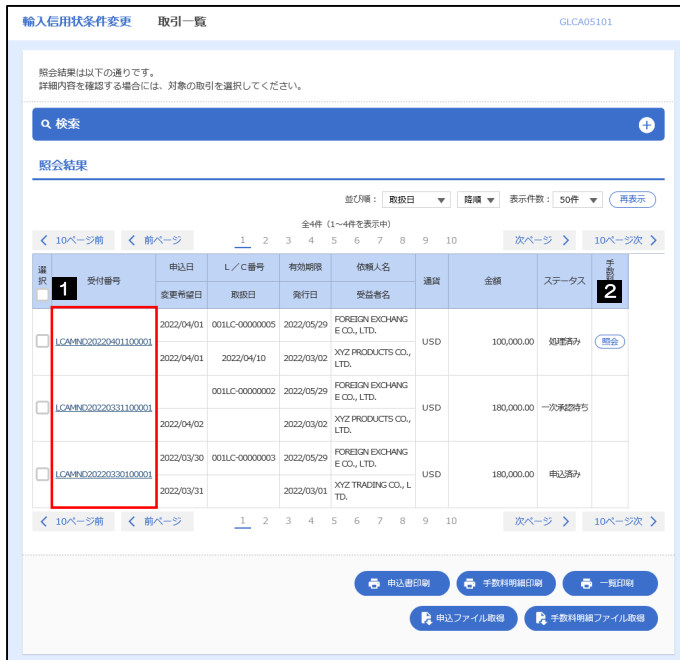 輸入信用状条件変更 取引一覧 GLCA05101
照会結果は以下の通りです。
詳細内容を確認する場合には、対象の取引を選択してください。
検索
照会結果
並び順： 取扱日 降順 表示件数： 50件 再表示
全4件（1～4件を表示中）
10ページ前 前ページ 1 2 3 4 5 6 7 8 9 10 次ページ 10ページ次
選択 受付番号 申込日 L／C番号 有効期限 依頼人名 通貨 金額 ステータス 手数
変更希望日 取扱日 発行日 受益者名
1
2
LCAMND20220401100001 2022/04/01 001LC-00000005 2022/05/29 FOREIGN EXCHANG
E CO., LTD. USD 100,000.00 処理済み 照会
2022/04/01 2022/04/10 2022/03/02 XYZ PRODUCTS CO.,
LTD.
LCAMND20220331100001 001LC-00000002 2022/05/29 FOREIGN EXCHANG
E CO., LTD. USD 180,000.00 一次承認待ち
2022/04/02 2022/03/02 XYZ PRODUCTS CO.,
LTD.
LCAMND20220330100001 2022/03/30 001LC-00000003 2022/05/29 FOREIGN EXCHANG
E CO., LTD. USD 180,000.00 申込済み
2022/03/31 2022/03/01 XYZ TRADING CO., L
TD.
10ページ前 前ページ 1 2 3 4 5 6 7 8 9 10 次ページ 10ページ次
申込書印刷 手数料明細印刷 一覧印刷
申込ファイル取得 手数料明細ファイル取得